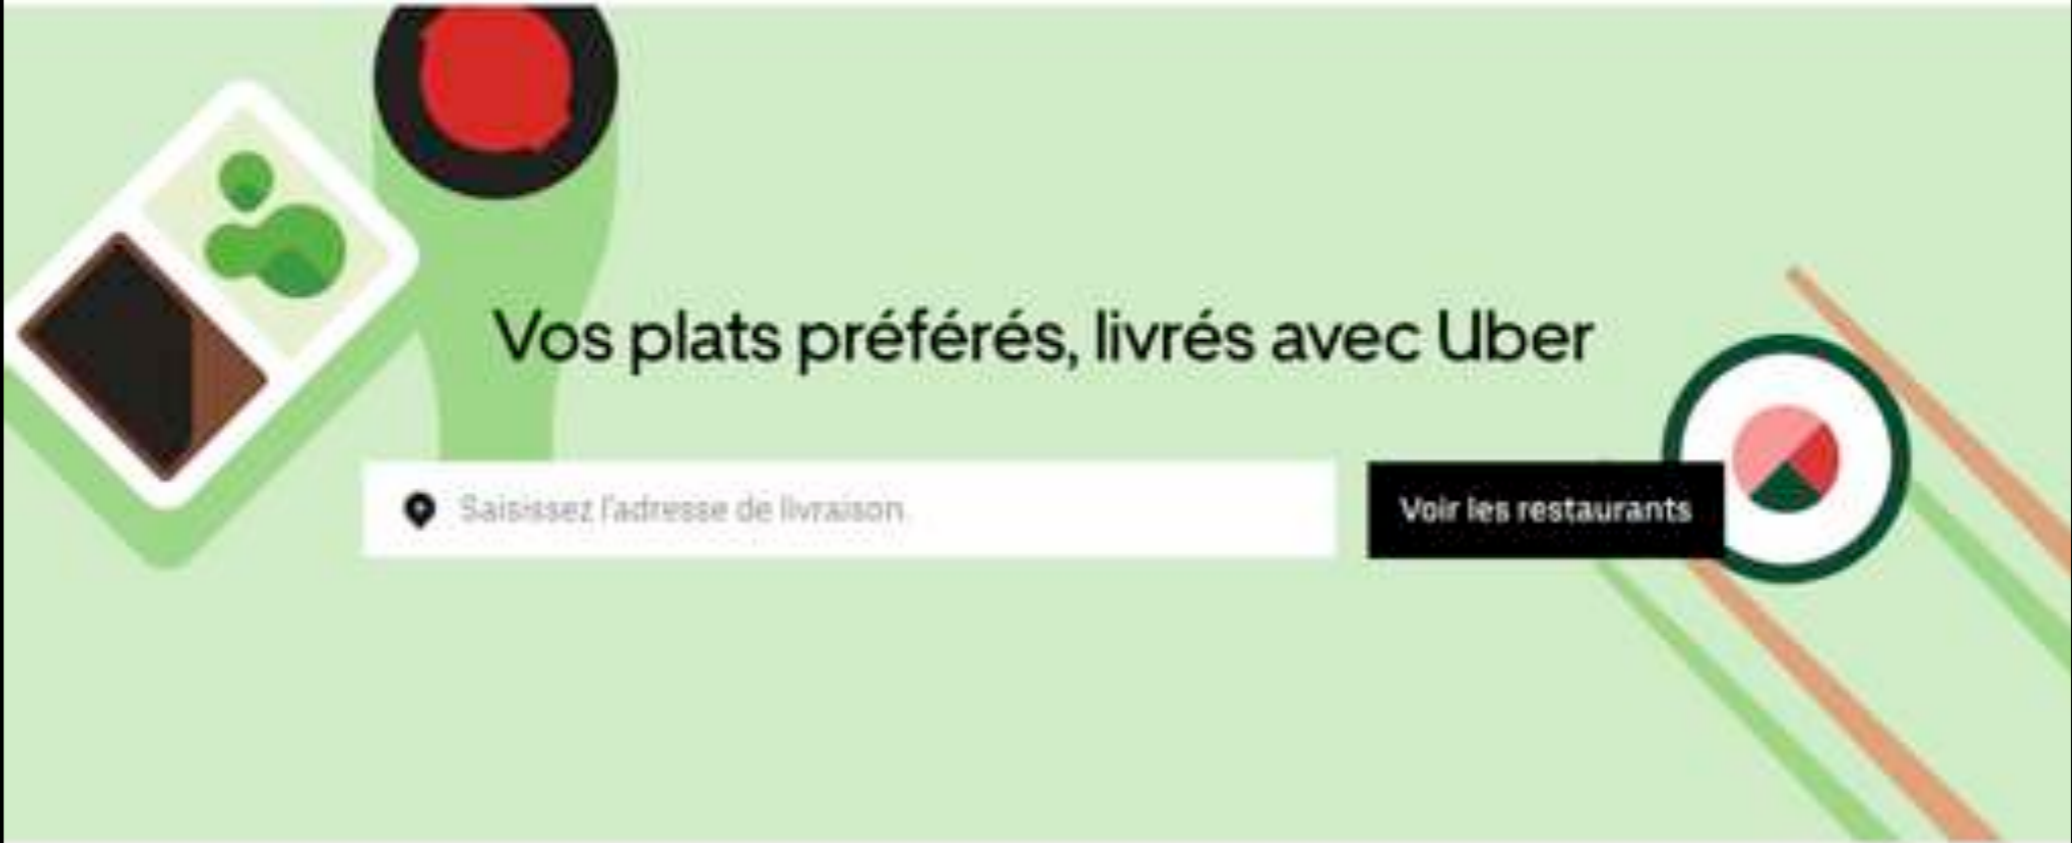 Vos plats préférés, livrés avec Uber
Saisissez l'adresse de livraison
Voir les restaurants